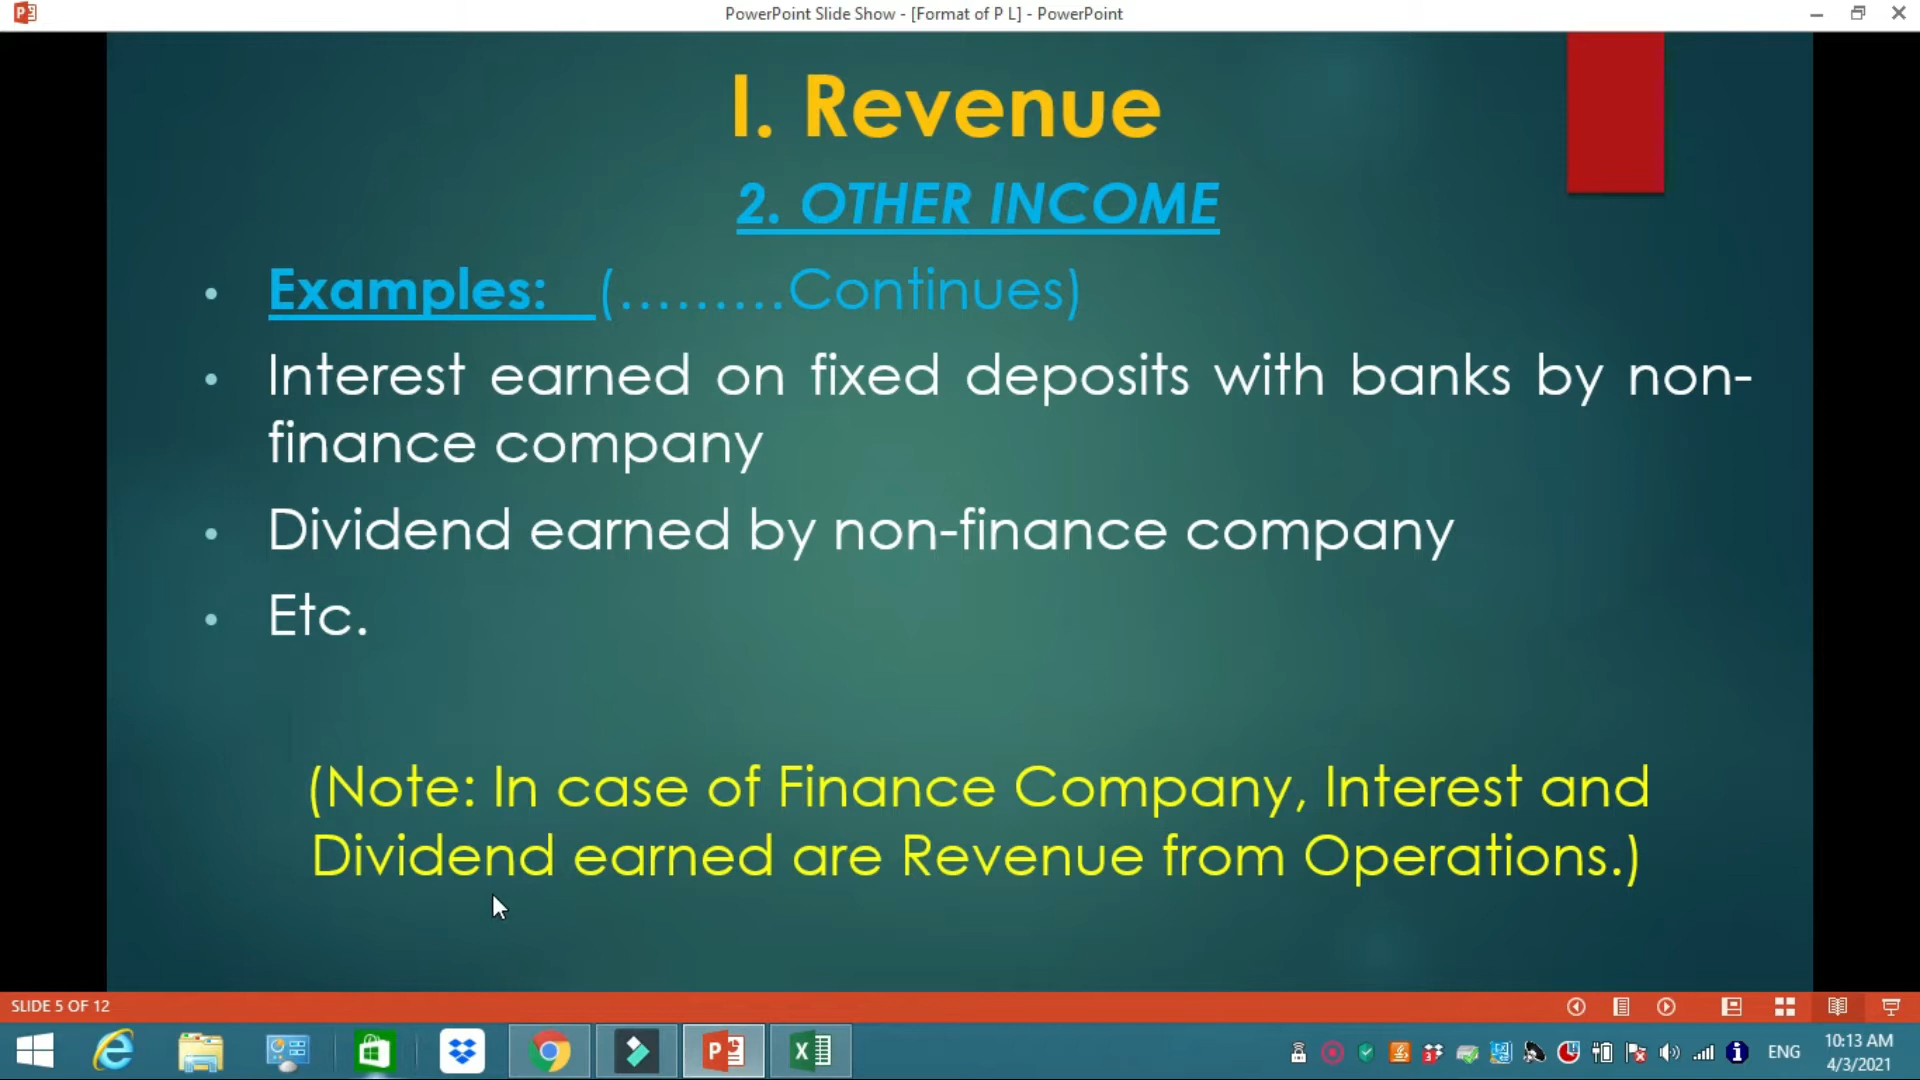 PowerPoint Slide Show - [Format of P L] - PowerPoint
I. Revenue
2. OTHER INCOME
• Examples: (.........Continues)
• Interest earned on fixed deposits with banks by non-
finance company
• Dividend earned by non-finance company
• Etc.
(Note: In case of Finance Company, Interest and
Dividend earned are Revenue from Operations.)
SLIDE 5 OF 12
ENG
10:13 AM
4/3/2021